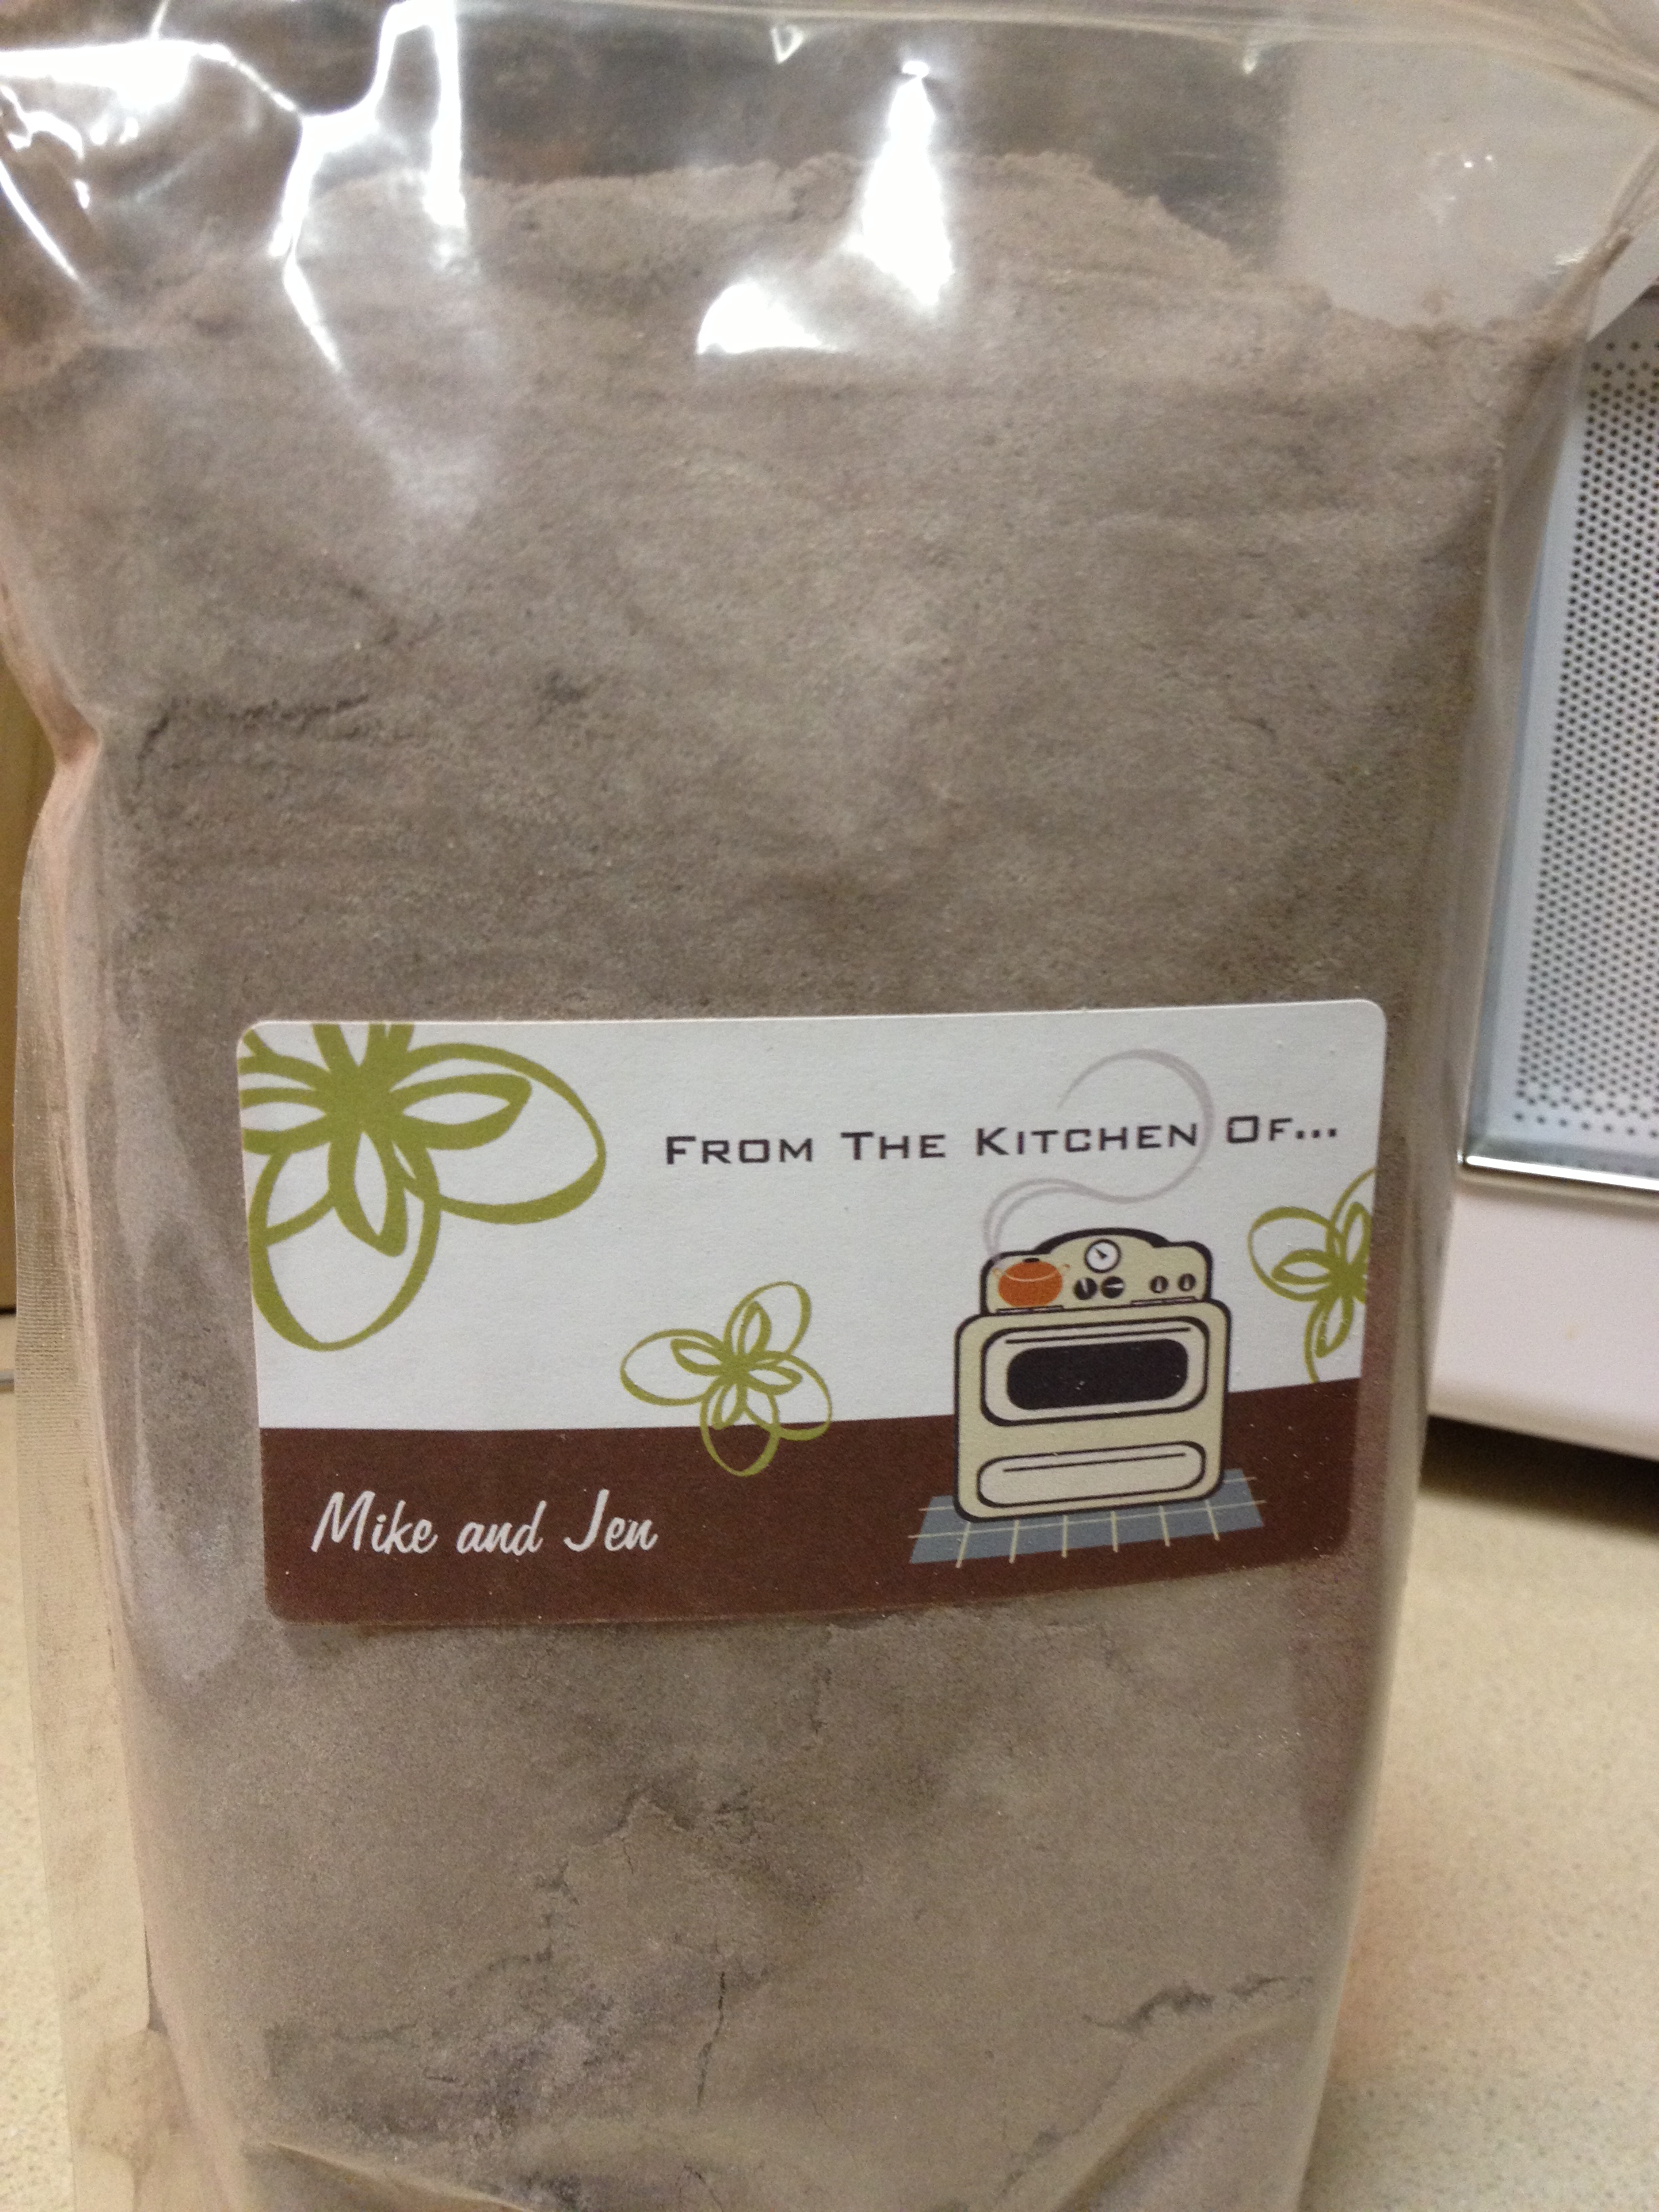 From The Kitchen Of...
Mike and Jen